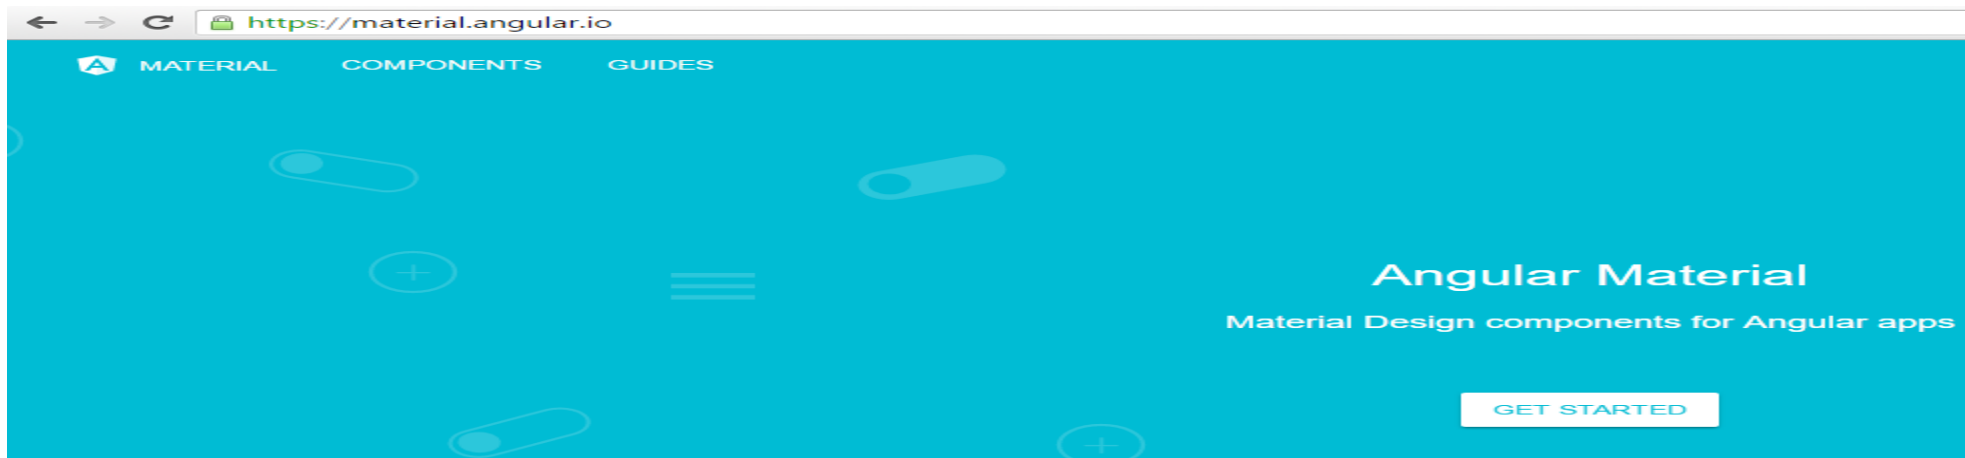 https://material.angular.io
MATERIAL COMPONENTS GUIDES
Angular Material
Material Design components for Angular apps
GET STARTED